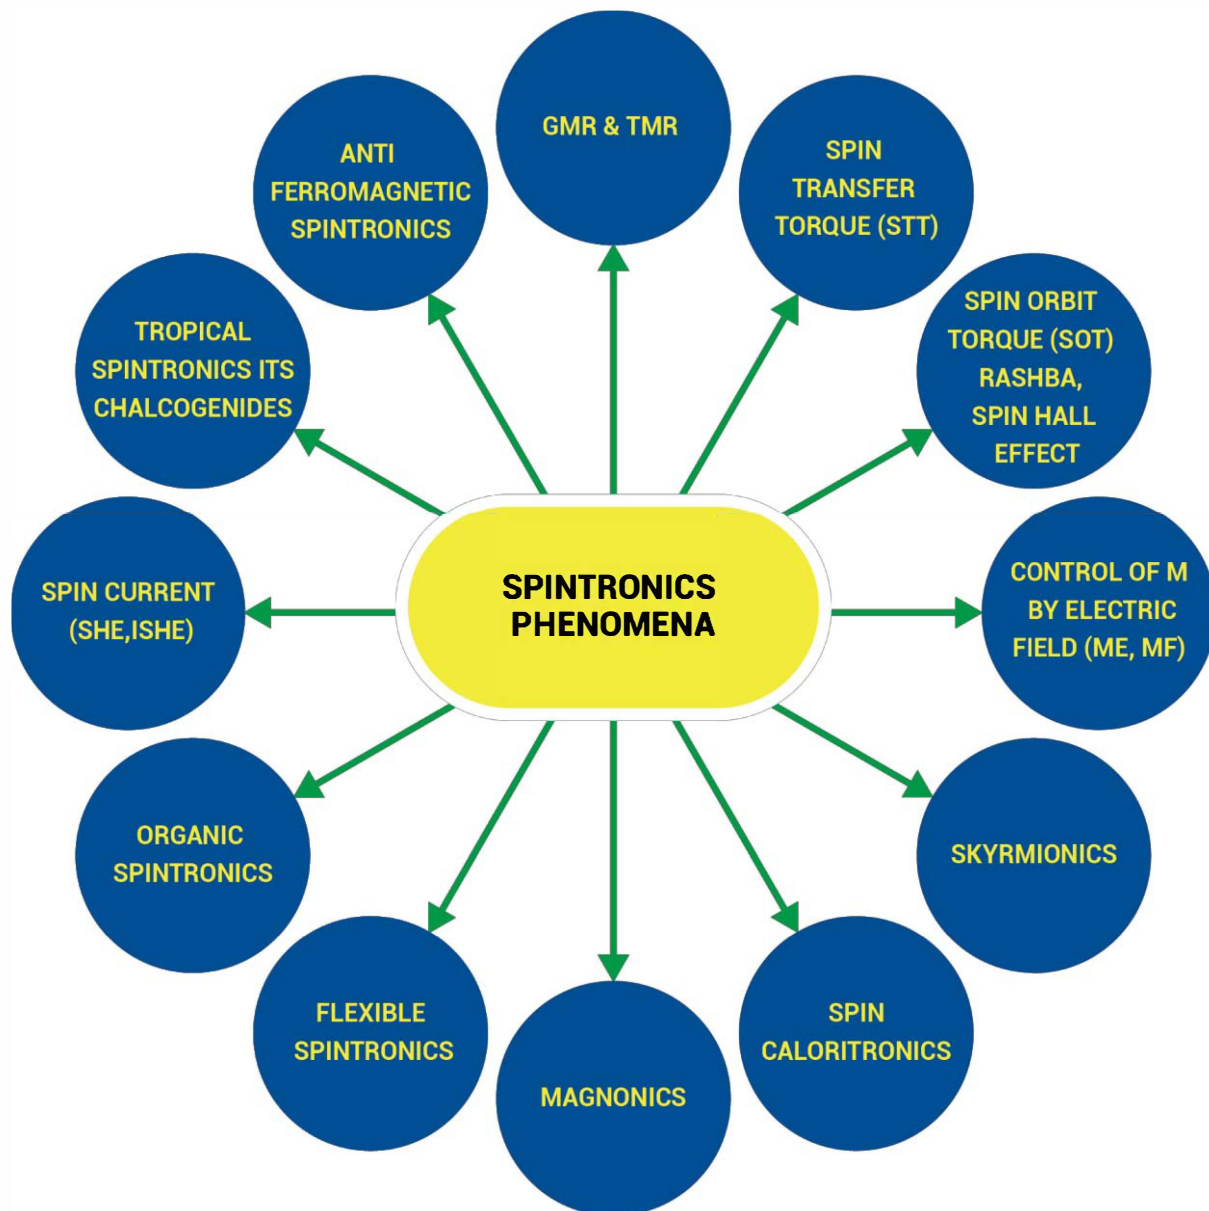 GMR & TMR
SPIN
TRANSFER
TORQUE (STT)
SPIN ORBIT
TORQUE (SOT)
RASHBA,
SPIN HALL
EFFECT
CONTROL OF M
BY ELECTRIC
FIELD (ME, MF)
SKYRMIONICS
SPIN
CALORITRONICS
MAGNONICS
FLEXIBLE
SPINTRONICS
ORGANIC
SPINTRONICS
SPIN CURRENT
(SHE,ISHE)
TROPICAL
SPINTRONICS ITS
CHALCOGENIDES
ANTI
FERROMAGNETIC
SPINTRONICS
SPINTRONICS
PHENOMENA